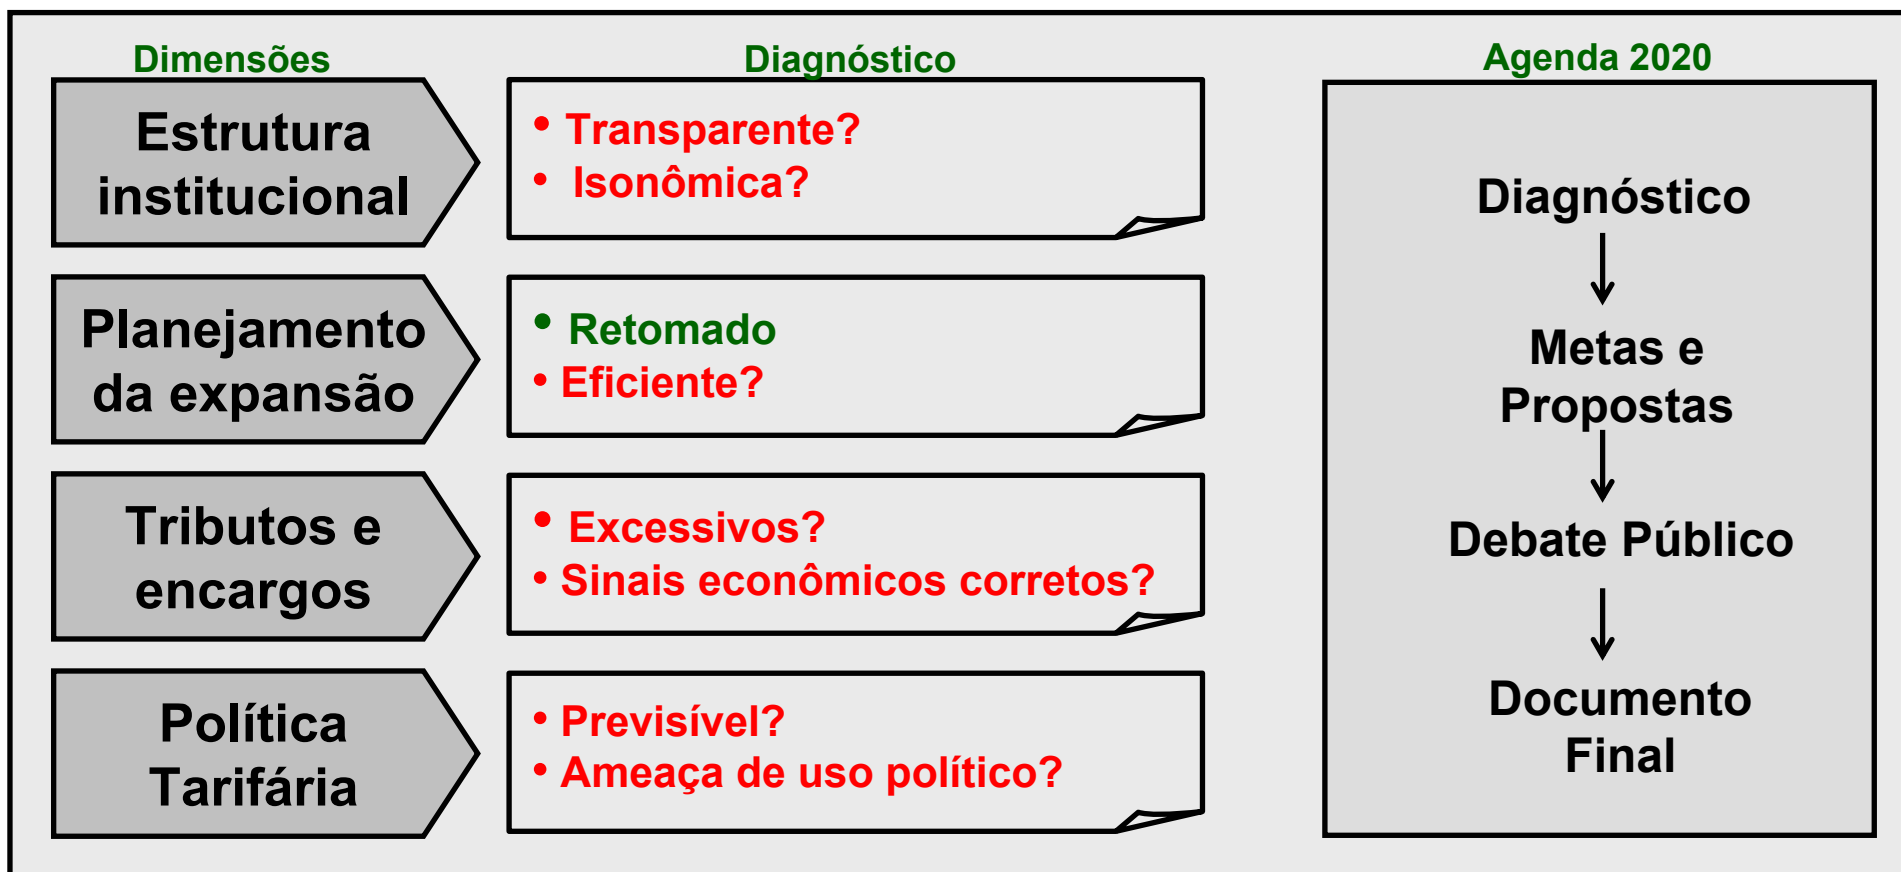 Dimensões
Diagnóstico
Agenda 2020
Estrutura
institucional
• Transparente?
• Isonômica?
Planejamento
da expansão
• Retomado
• Eficiente?
Tributos e
encargos
• Excessivos?
• Sinais econômicos corretos?
Política
Tarifária
• Previsível?
• Ameaça de uso político?
Diagnóstico
Metas e
Propostas
Debate Público
Documento
Final